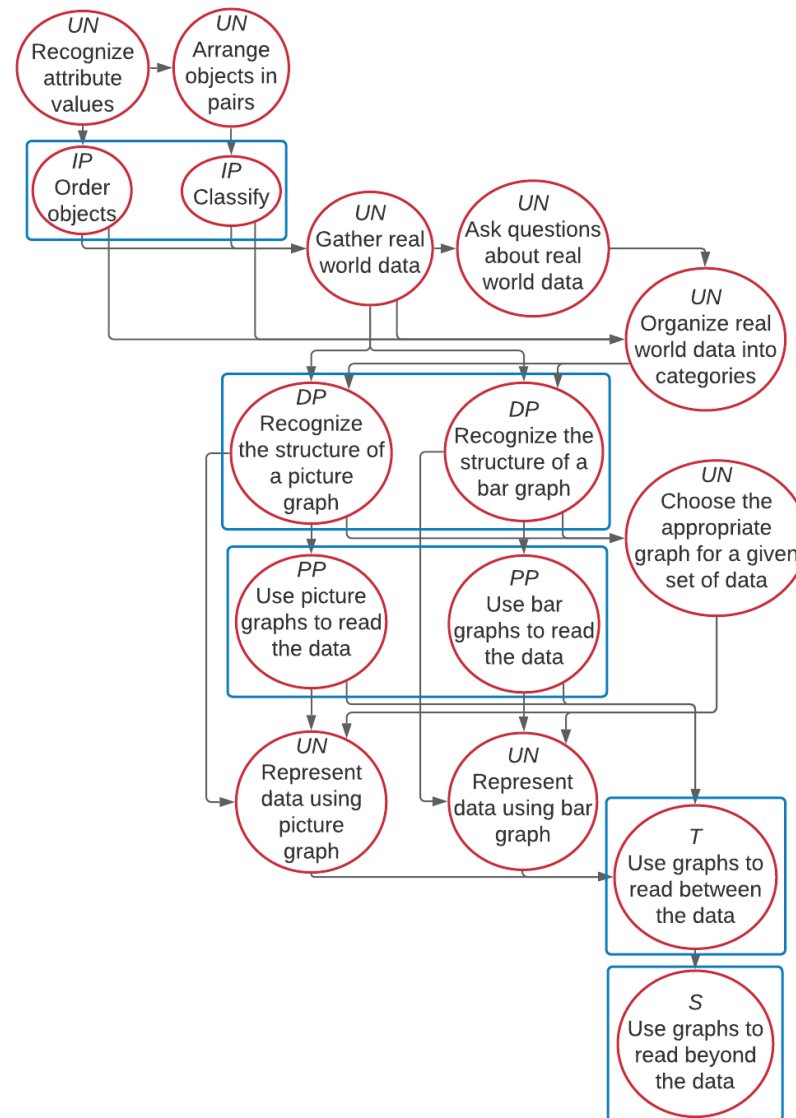 UN
Recognize
attribute
values
UN
Arrange
objects in
pairs
IP
Order
objects
IP
Classify
UN
Gather real
world data
UN
Ask questions
about real
world data
UN
Organize real
world data into
categories
DP
Recognize
the structure of
a picture
graph
DP
Recognize the
structure of a
bar graph
UN
Choose the
appropriate
graph for a given
set of data
PP
Use picture
graphs to read
the data
PP
Use bar
graphs to read
the data
UN
Represent
data using
picture
graph
UN
Represent
data using bar
graph
T
Use graphs to
read between
the data
S
Use graphs to
read beyond
the data